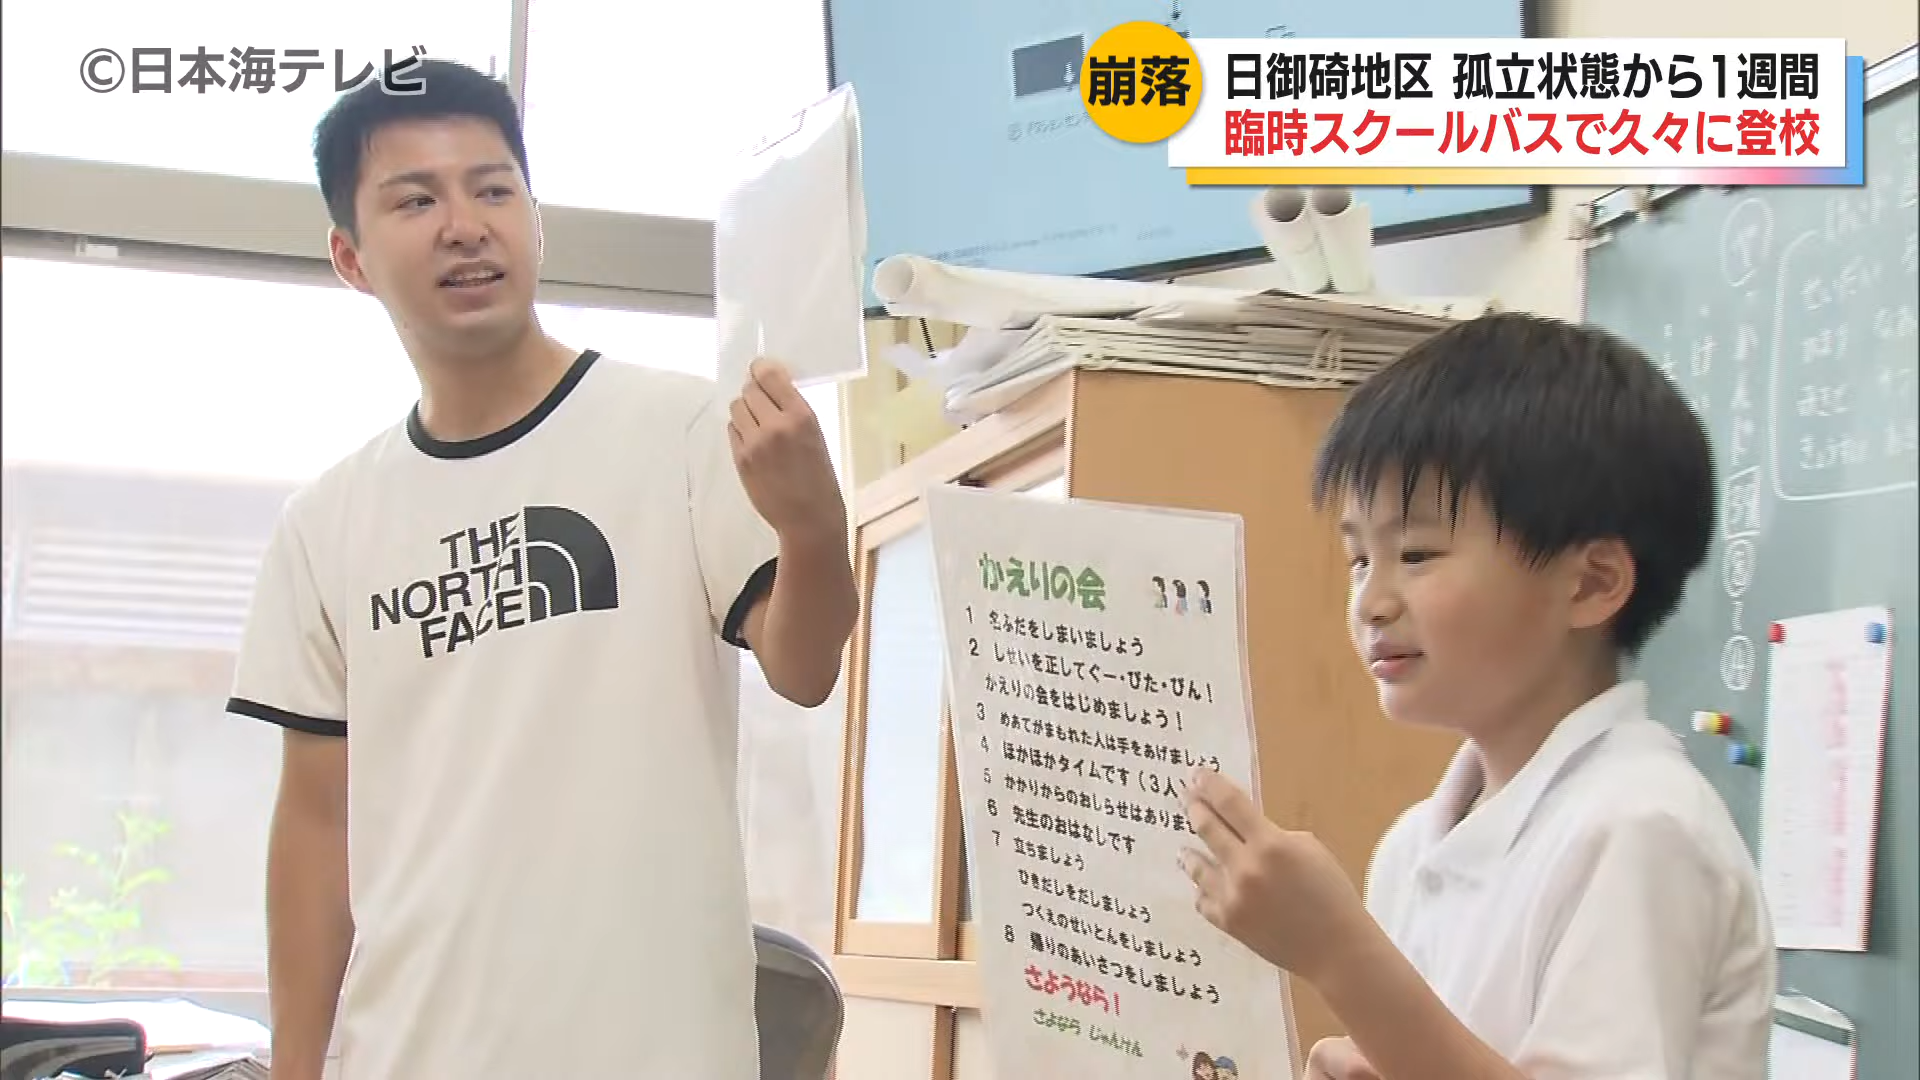 ©日本海テレビ
崩落
日御碕地区 孤立状態から1週間
臨時スクールバスで久々に登校
THE
NORTH
FACE
かえりの会
1 名ふだをしまいましょう
2 しせいを正してぐー・ぴた・ぴん！
かえりの会をはじめましょう！
3 めあてがまもれた人は手をあげましょう
4 ほかほかタイムです（3人）
5 かかりからのおしらせはありませ
6 先生のおはなしです
7 立ちましょう
ひきだしをだしましょう
つくえのせいとんをしましょう
8 帰りのあいさつをしましょう
さようなら！
さよなら じゃんけん